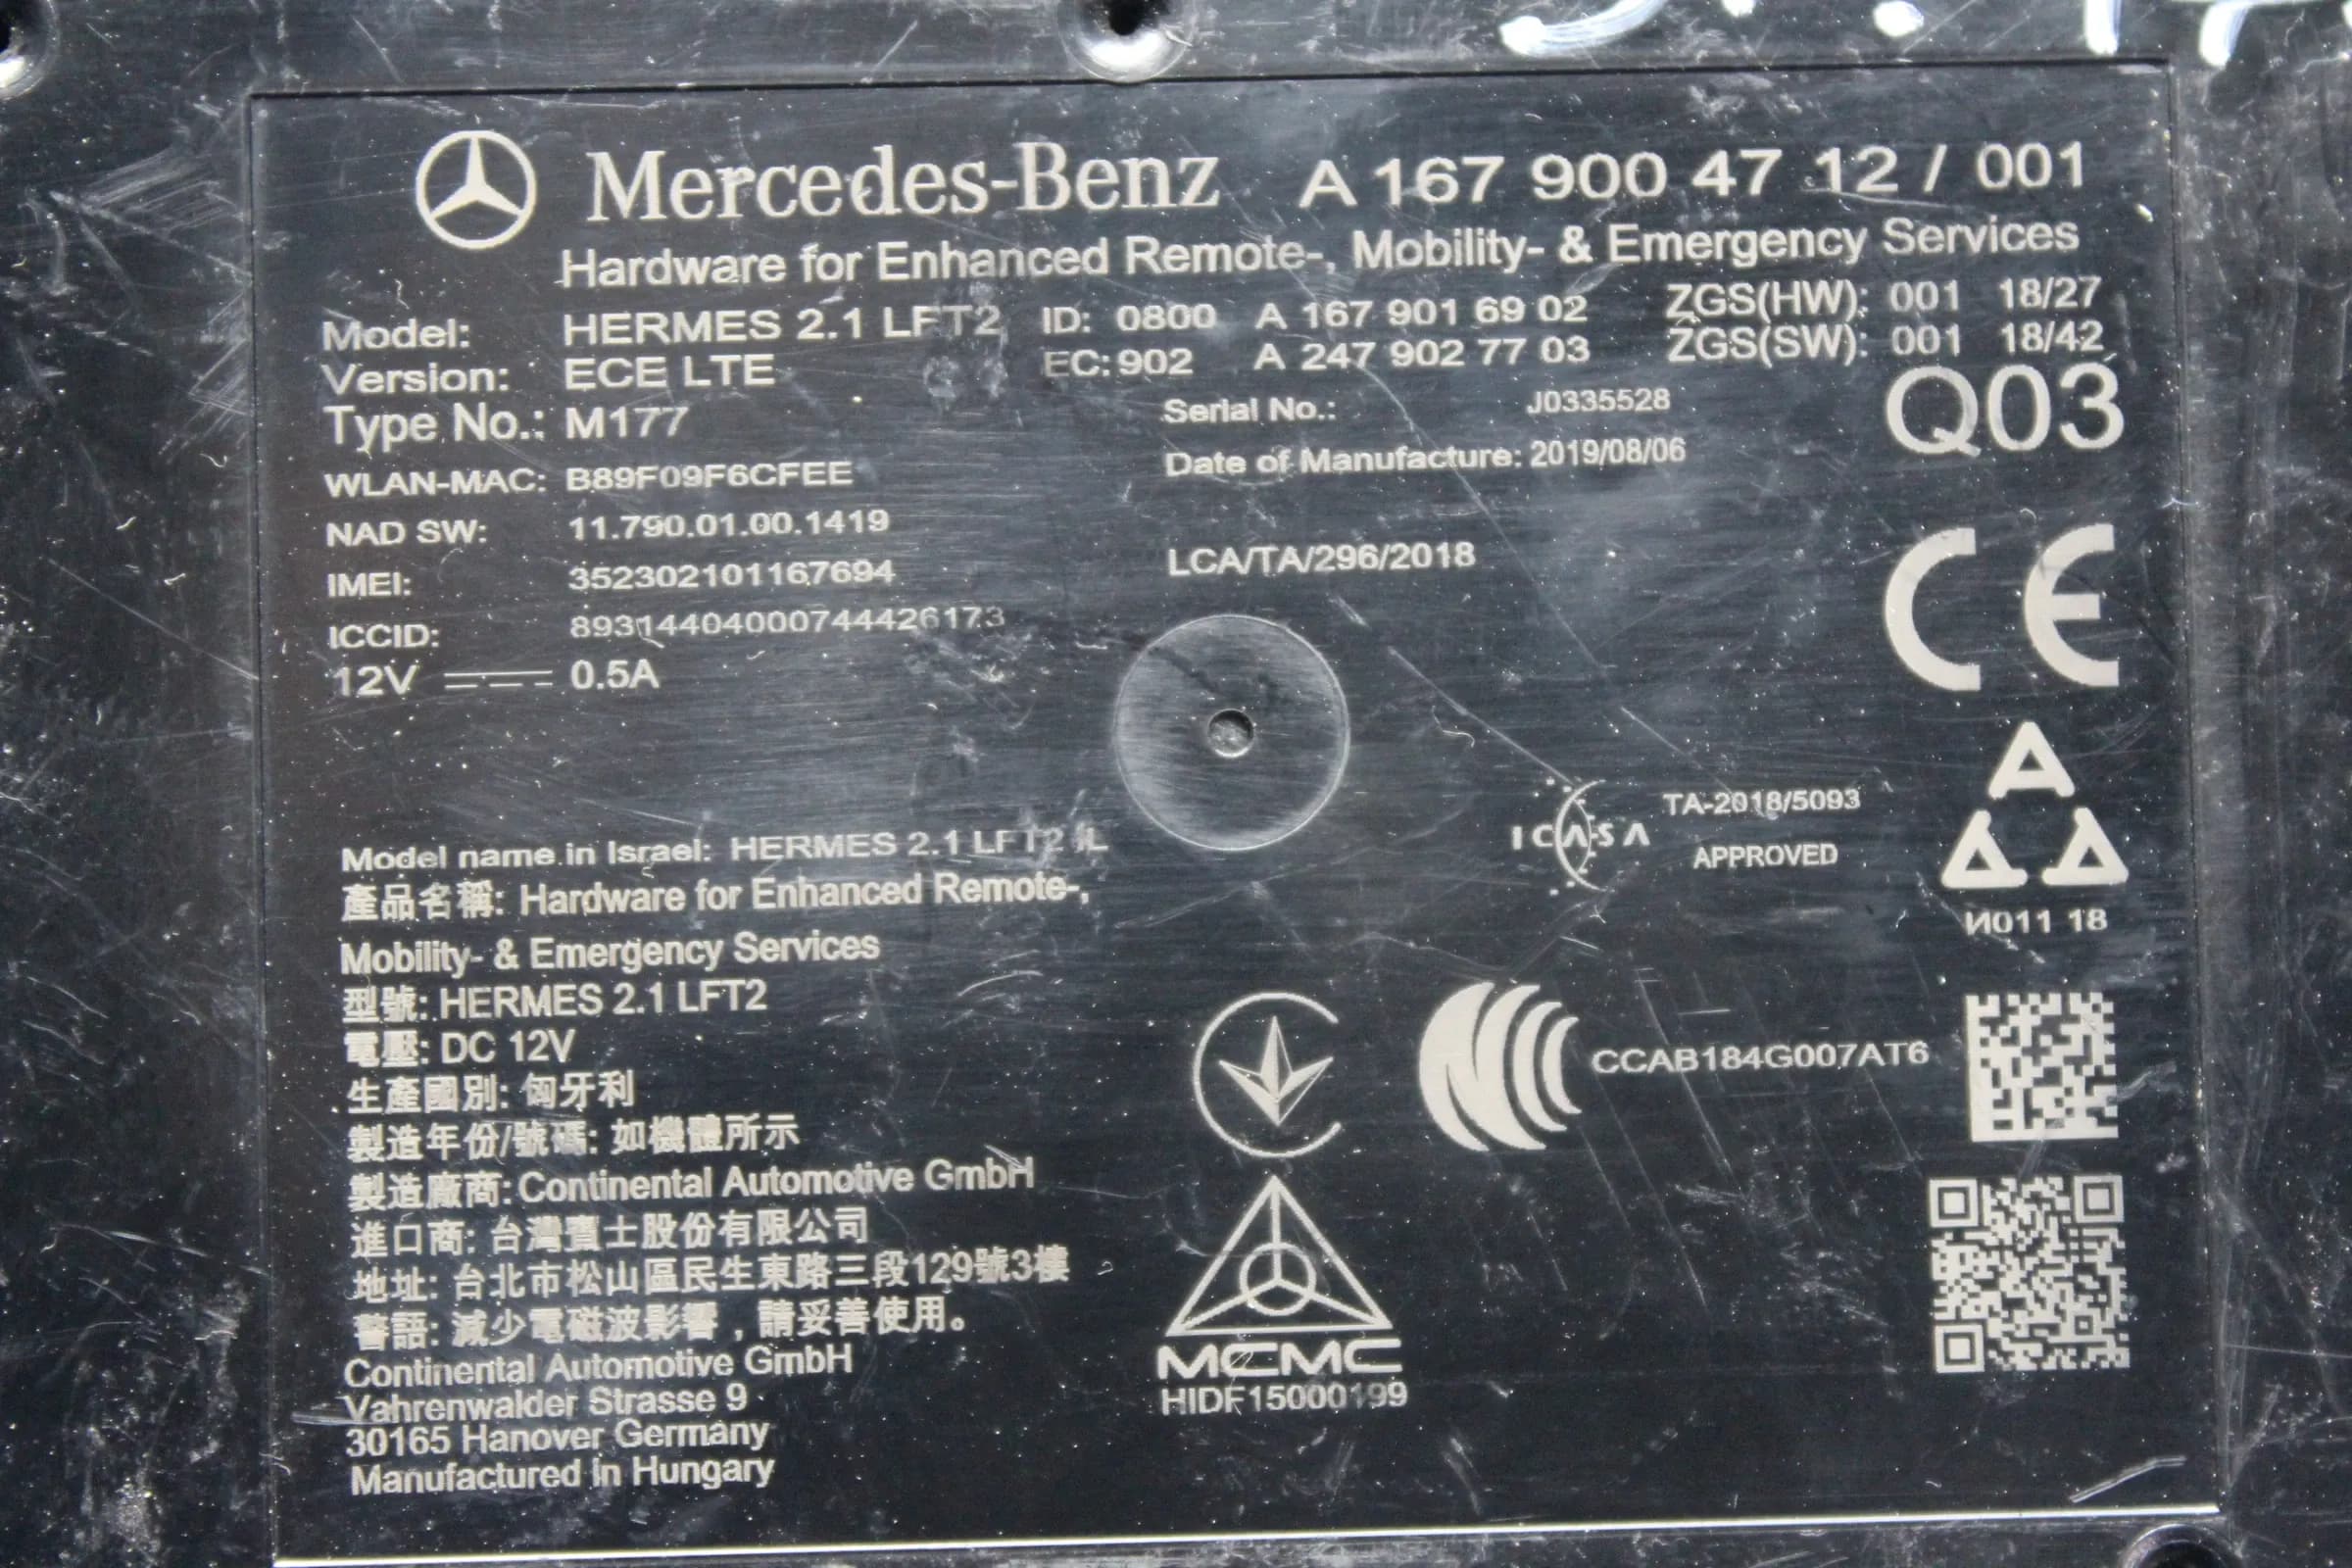 Mercedes-Benz A 167 900 47 12 / 001
Hardware for Enhanced Remote-, Mobility- & Emergency Services
Model: HERMES 2.1 LFT2 ID: 0800 A 167 901 69 02 ZGS(HW): 001 18/27
Version: ECE LTE EC: 902 A 247 902 77 03 ZGS(SW): 001 18/42
Type No.: M177 Serial No.: J0335528 Q03
WLAN-MAC: B89F09F6CFEE Date of Manufacture: 2019/08/06
NAD SW: 11.790.01.00.1419
IMEI: 352302101167694 LCA/TA/296/2018
ICCID: 89314404000744426173
12V 0.5A
CE
ICASA TA-2018/5093
APPROVED
И011 18
Model name in Israel: HERMES 2.1 LFT2 IL
產品名稱: Hardware for Enhanced Remote-,
Mobility- & Emergency Services
型號: HERMES 2.1 LFT2
電壓: DC 12V
生產國別: 匈牙利
製造年份/號碼: 如機體所示
製造廠商: Continental Automotive GmbH
進口商: 台灣賓士股份有限公司
地址: 台北市松山區民生東路三段129號3樓
警語: 減少電磁波影響，請妥善使用。
Continental Automotive GmbH
Vahrenwalder Strasse 9
30165 Hanover Germany
Manufactured in Hungary
CCAB184G007AT6
MCMC
HIDF15000199